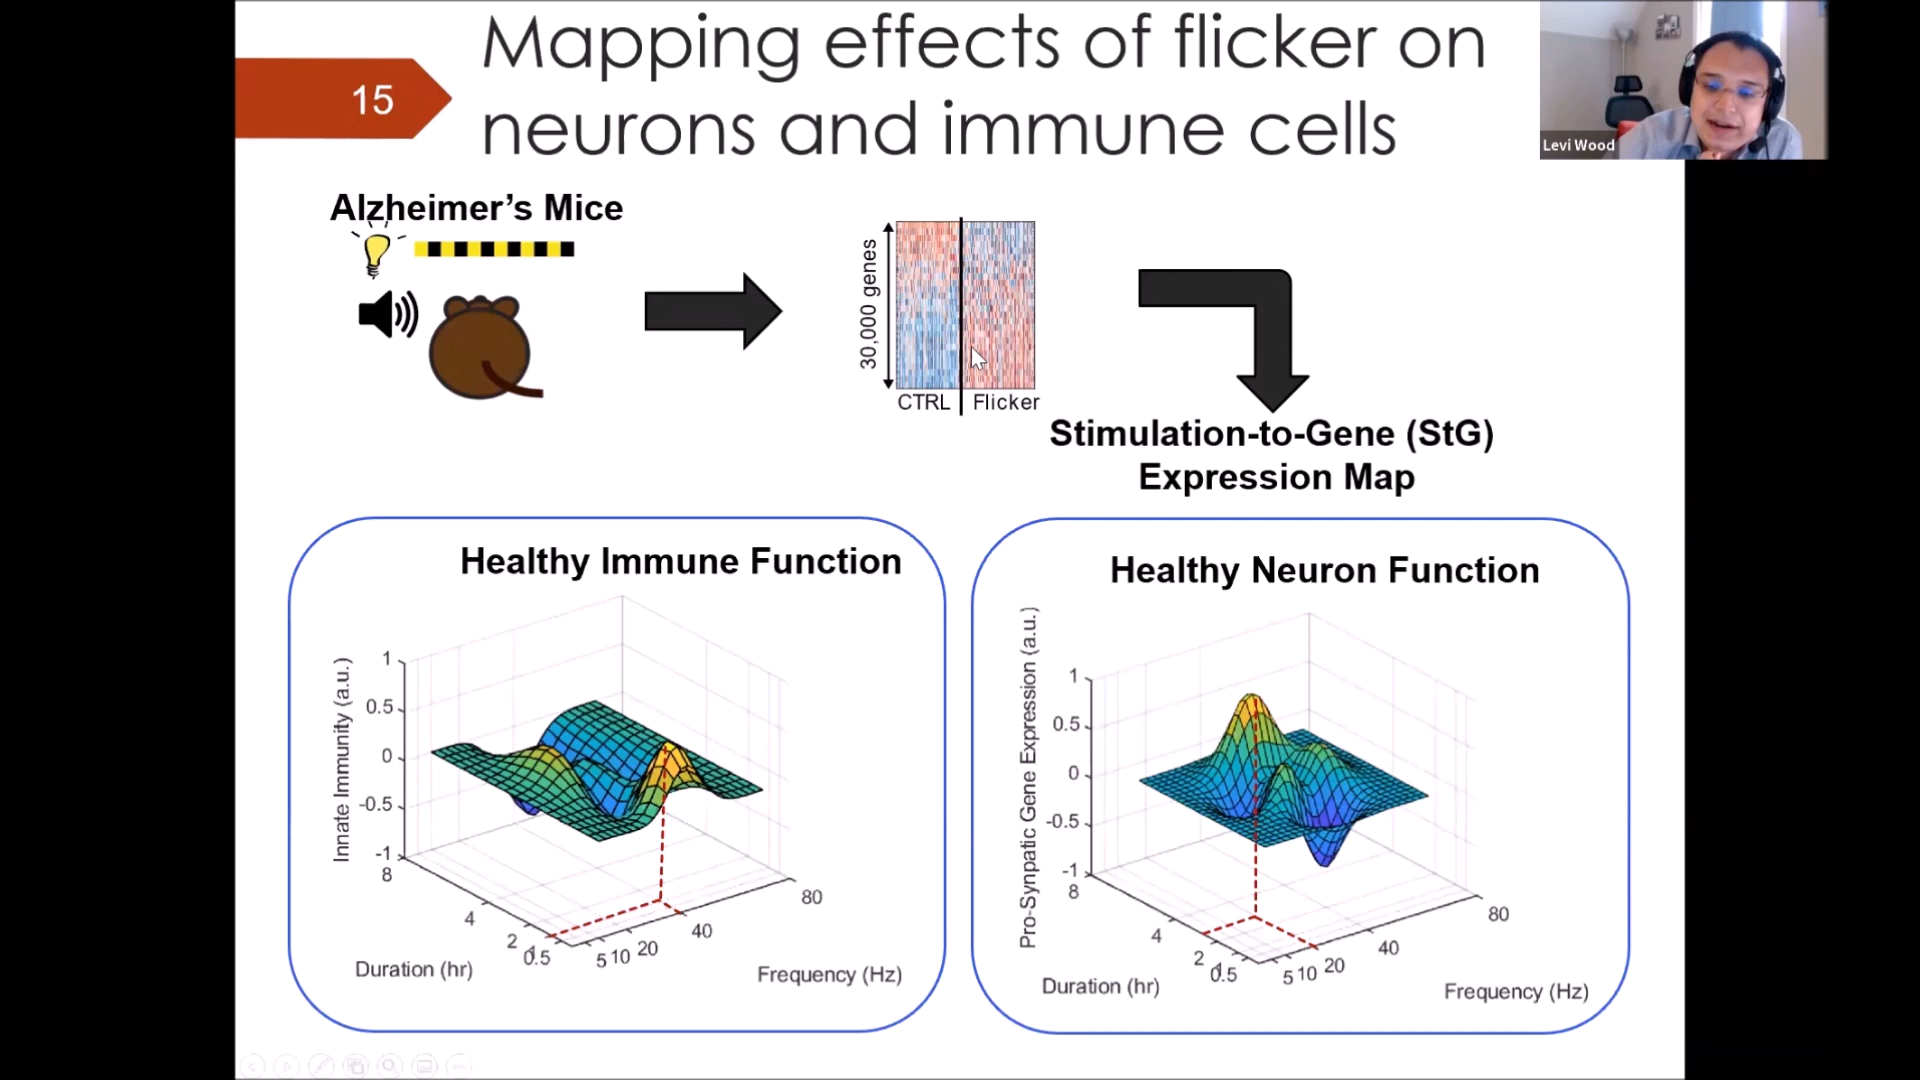 15
Mapping effects of flicker on
neurons and immune cells
Levi Wood
Alzheimer's Mice
30,000 genes
CTRL
Flicker
Stimulation-to-Gene (StG)
Expression Map
Healthy Immune Function
Innate Immunity (a.u.)
1
0.5
0
-0.5
-1
8
4
2
1
0.5
5
10
20
40
80
Duration (hr)
Frequency (Hz)
Healthy Neuron Function
Pro-Synpatic Gene Expression (a.u.)
1
0.5
0
-0.5
-1
8
4
2
1
0.5
5
10
20
40
80
Duration (hr)
Frequency (Hz)